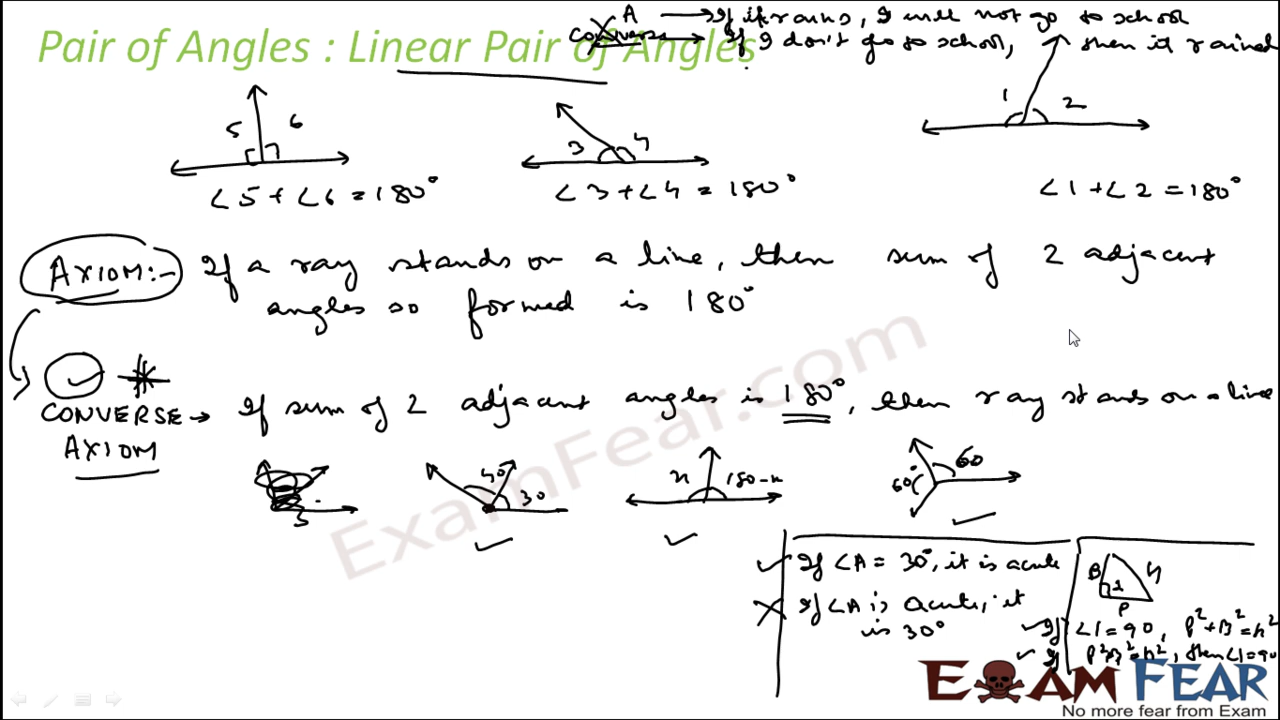 A → If it rains, I will not go to school
Pair of Angles : Linear Pair of Angles
Converse → If I don't go to school, then it rained
5 6
3 4
1 2
∠5 + ∠6 = 180°
∠3 + ∠4 = 180°
∠1 + ∠2 = 180°
AXIOM:- If a ray stands on a line, then sum of 2 adjacent
angles so formed is 180°
CONVERSE → If sum of 2 adjacent angles is 180°, then ray stands on a line
AXIOM
40 30
x 180-x
60° 60
ExamFear.com
If ∠A = 30°, it is acute
If ∠A is acute, it
is 30°
B 1 H
P
If ∠1 = 90, P²+B²=h²
If P²+B²=h², then ∠1=90
EXAM FEAR
No more fear from Exam